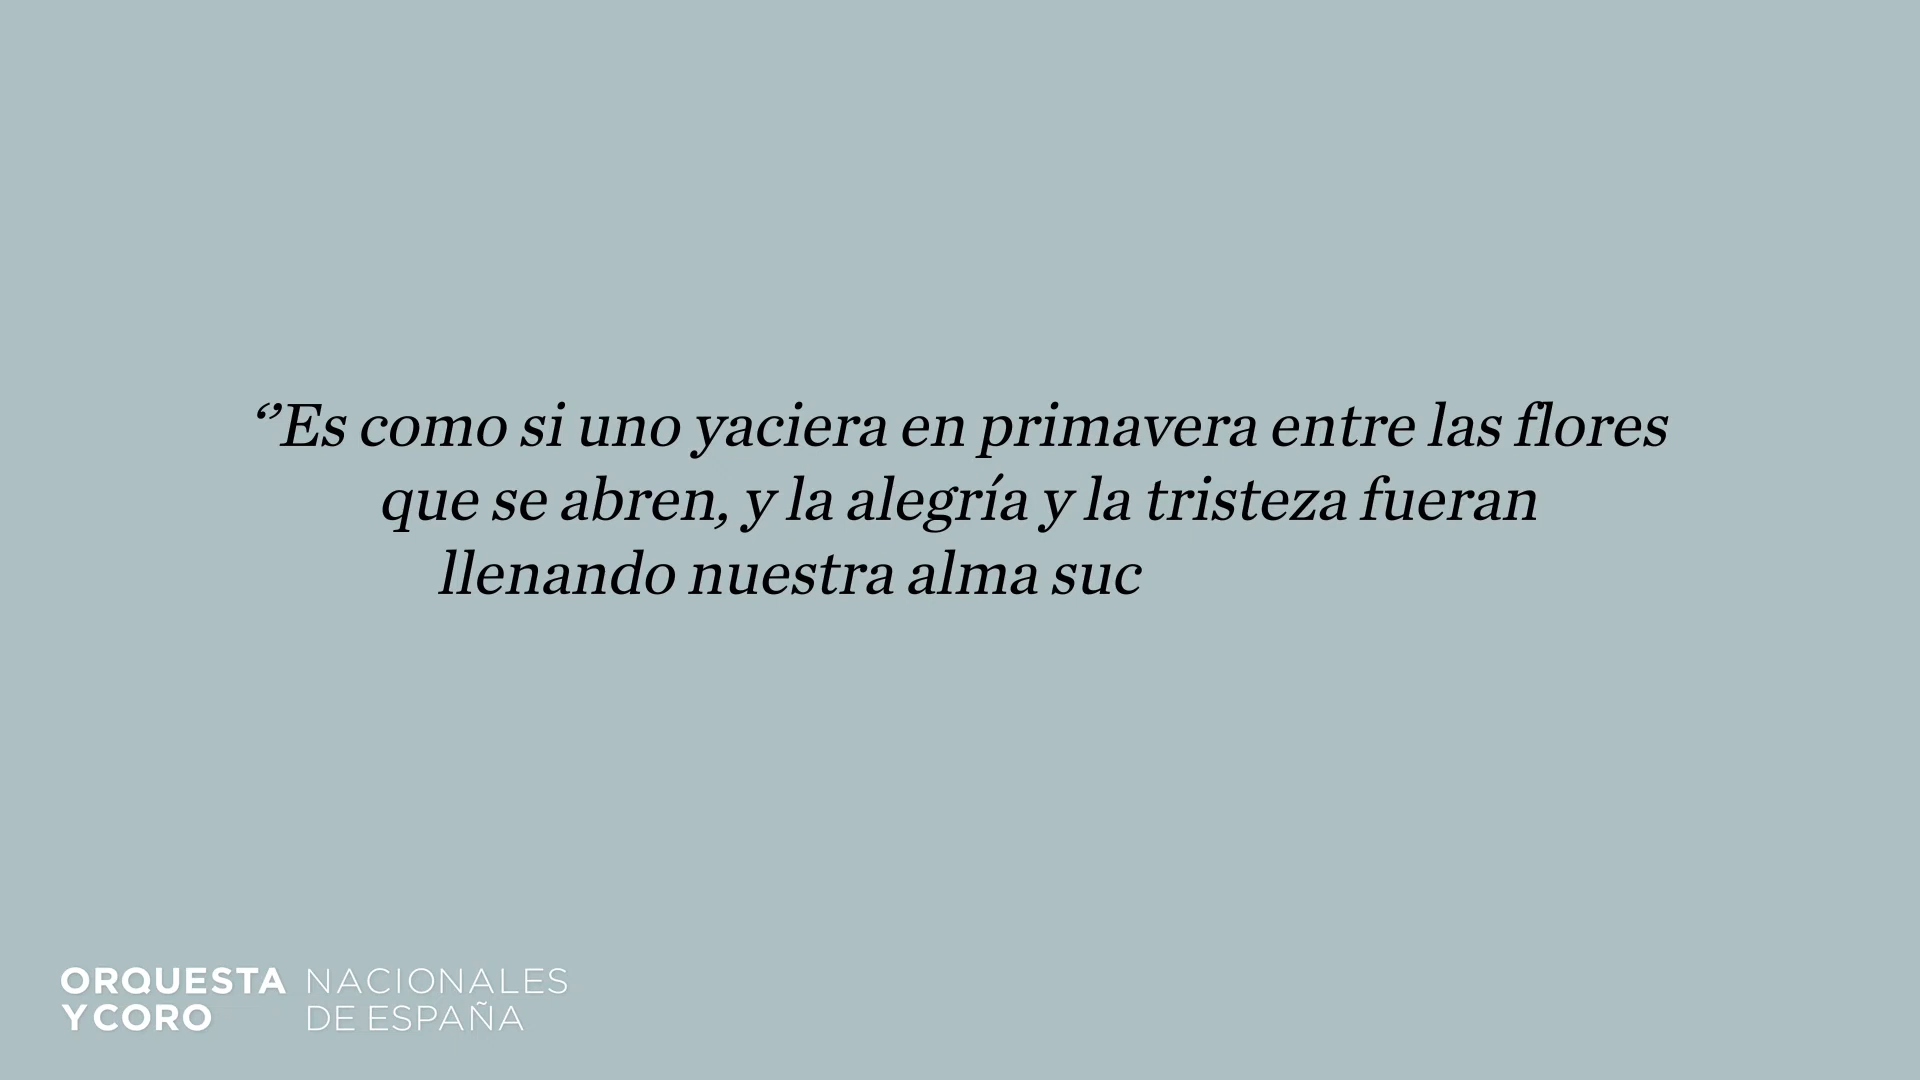 “Es como si uno yaciera en primavera entre las flores
que se abren, y la alegría y la tristeza fueran
llenando nuestra alma suc
ORQUESTA NACIONALES
Y CORO DE ESPAÑA